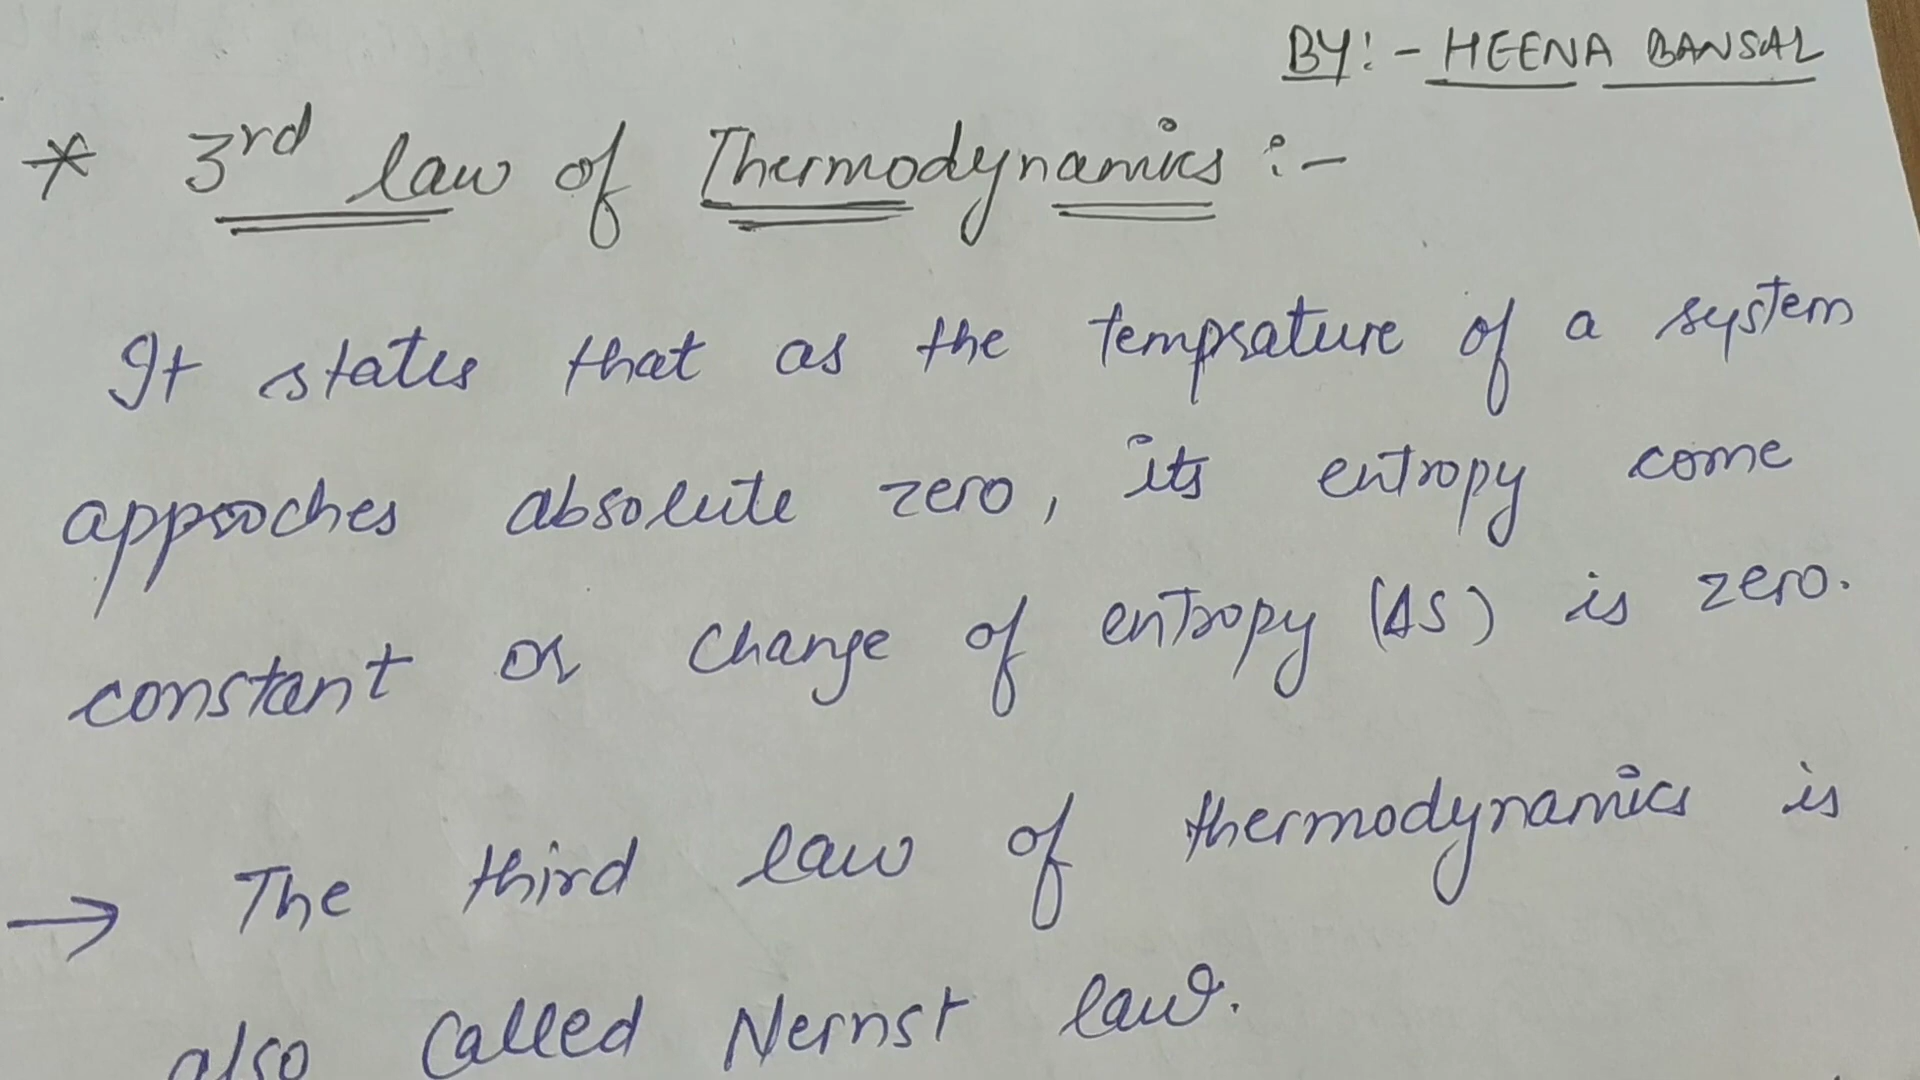 BY:- HEENA BANSAL
* 3rd law of Thermodynamics :-
It states that as the temprature of a system
approches absolute zero, its entropy come
constant or change of entropy (ΔS) is zero.
→ The third law of thermodynamics is
also called Nernst law.